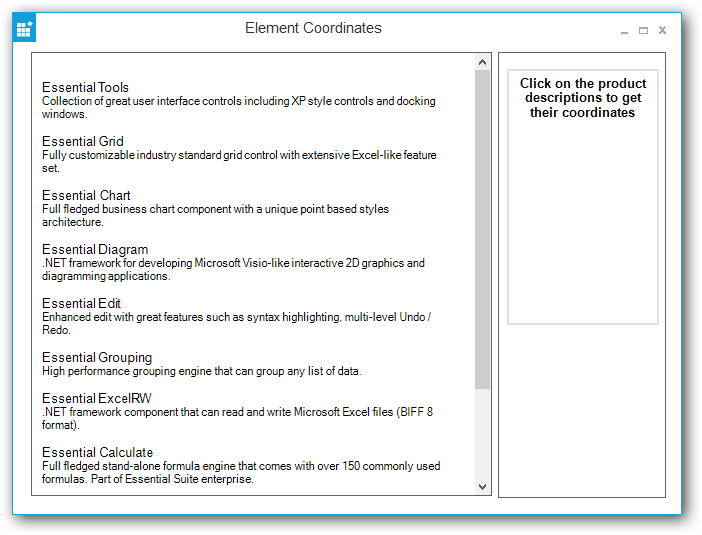 Element Coordinates
Essential Tools
Collection of great user interface controls including XP style controls and docking
windows.
Essential Grid
Fully customizable industry standard grid control with extensive Excel-like feature
set.
Essential Chart
Full fledged business chart component with a unique point based styles
architecture.
Essential Diagram
.NET framework for developing Microsoft Visio-like interactive 2D graphics and
diagramming applications.
Essential Edit
Enhanced edit with great features such as syntax highlighting, multi-level Undo /
Redo.
Essential Grouping
High performance grouping engine that can group any list of data.
Essential ExcelRW
.NET framework component that can read and write Microsoft Excel files (BIFF 8
format).
Essential Calculate
Full fledged stand-alone formula engine that comes with over 150 commonly used
formulas. Part of Essential Suite enterprise.
Click on the product
descriptions to get
their coordinates